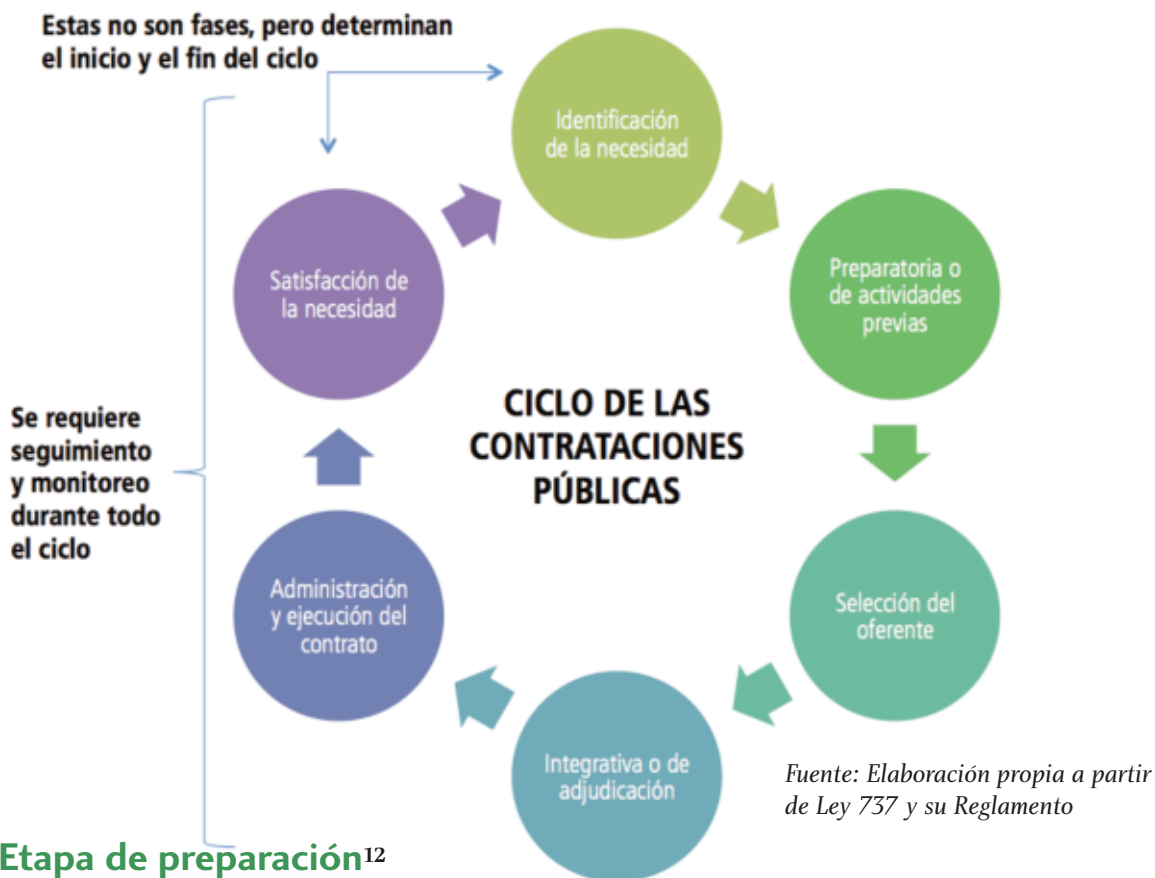 Estas no son fases, pero determinan
el inicio y el fin del ciclo
Identificación
de la necesidad
Preparatoria o
de actividades
previas
Satisfacción de
la necesidad
CICLO DE LAS
CONTRATACIONES
PÚBLICAS
Se requiere
seguimiento
y monitoreo
durante todo
el ciclo
Administración
y ejecución del
contrato
Selección del
oferente
Integrativa o de
adjudicación
Fuente: Elaboración propia a partir
de Ley 737 y su Reglamento
Etapa de preparación12